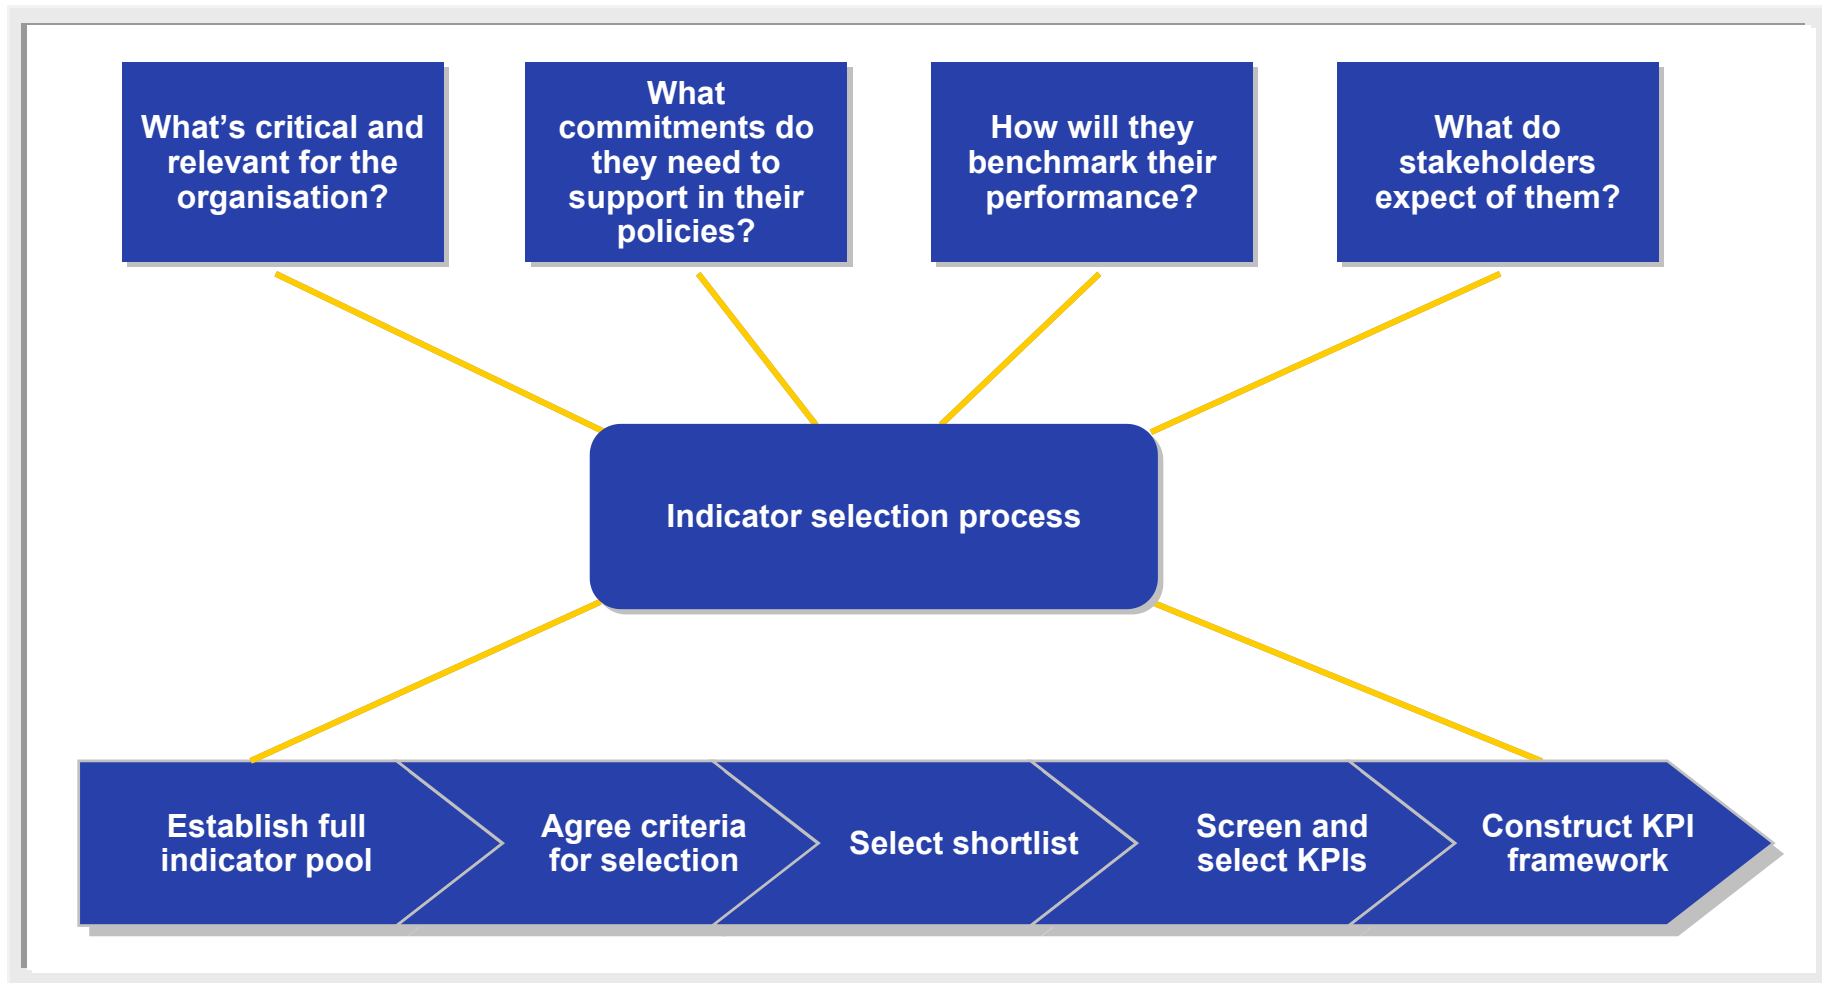 What’s critical and
relevant for the
organisation?
What
commitments do
they need to
support in their
policies?
How will they
benchmark their
performance?
What do
stakeholders
expect of them?
Indicator selection process
Establish full
indicator pool
Agree criteria
for selection
Select shortlist
Screen and
select KPIs
Construct KPI
framework